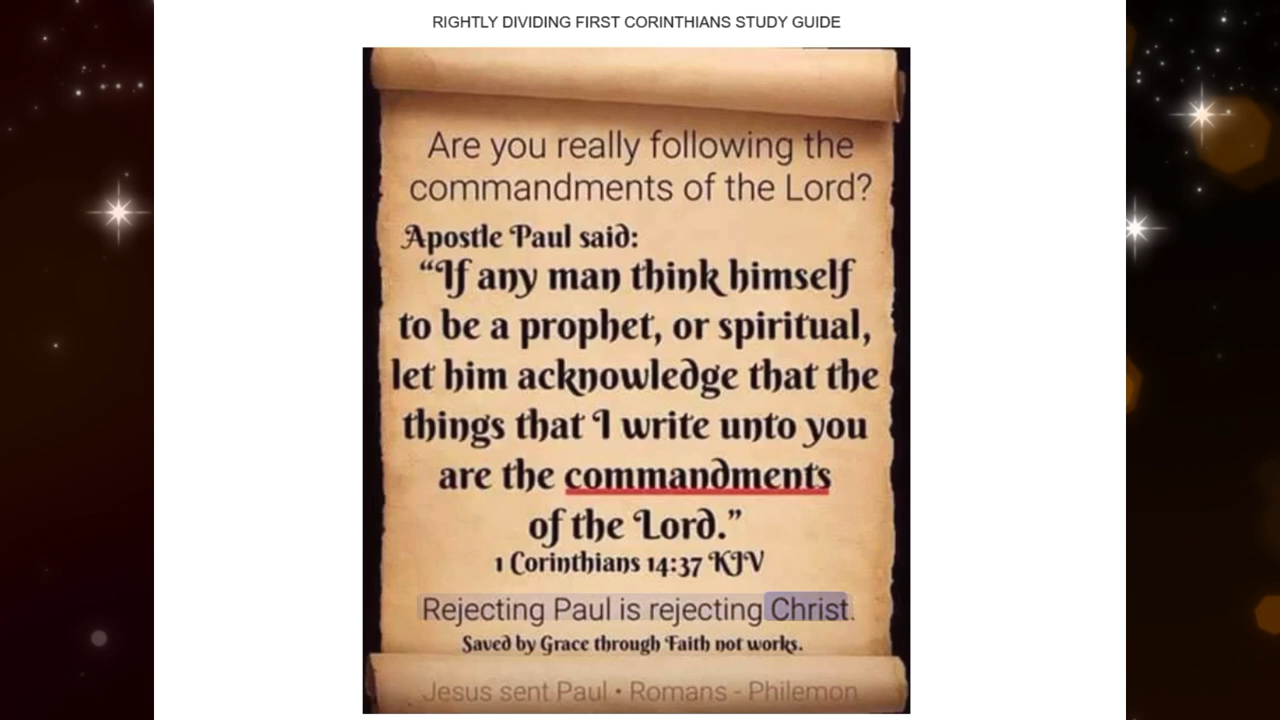 RIGHTLY DIVIDING FIRST CORINTHIANS STUDY GUIDE
Are you really following the
commandments of the Lord?
Apostle Paul said:
“If any man think himself
to be a prophet, or spiritual,
let him acknowledge that the
things that I write unto you
are the commandments
of the Lord.”
1 Corinthians 14:37 KJV
Rejecting Paul is rejecting Christ.
Saved by Grace through Faith not works.
Jesus sent Paul • Romans - Philemon